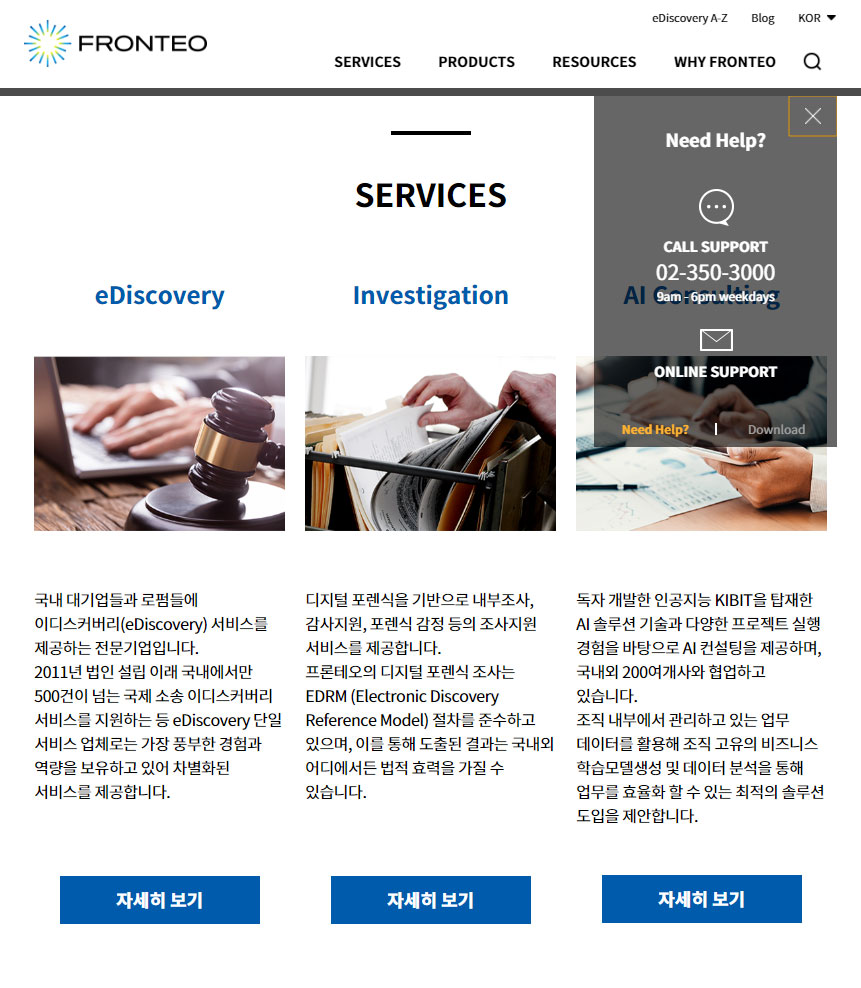 eDiscovery A-Z Blog KOR
FRONTEO
SERVICES PRODUCTS RESOURCES WHY FRONTEO
Need Help?
CALL SUPPORT
02-350-3000
9am - 6pm weekdays
ONLINE SUPPORT
Need Help? | Download
SERVICES
eDiscovery
국내 대기업들과 로펌들에
이디스커버리(eDiscovery) 서비스를
제공하는 전문기업입니다.
2011년 법인 설립 이래 국내에서만
500건이 넘는 국제 소송 이디스커버리
서비스를 지원하는 등 eDiscovery 단일
서비스 업체로는 가장 풍부한 경험과
역량을 보유하고 있어 차별화된
서비스를 제공합니다.
자세히 보기
Investigation
디지털 포렌식을 기반으로 내부조사,
감사지원, 포렌식 감정 등의 조사지원
서비스를 제공합니다.
프론테오의 디지털 포렌식 조사는
EDRM (Electronic Discovery
Reference Model) 절차를 준수하고
있으며, 이를 통해 도출된 결과는 국내외
어디에서든 법적 효력을 가질 수
있습니다.
자세히 보기
AI Consulting
독자 개발한 인공지능 KIBIT을 탑재한
AI 솔루션 기술과 다양한 프로젝트 실행
경험을 바탕으로 AI 컨설팅을 제공하며,
국내외 200여개사와 협업하고
있습니다.
조직 내부에서 관리하고 있는 업무
데이터를 활용해 조직 고유의 비즈니스
학습모델생성 및 데이터 분석을 통해
업무를 효율화 할 수 있는 최적의 솔루션
도입을 제안합니다.
자세히 보기